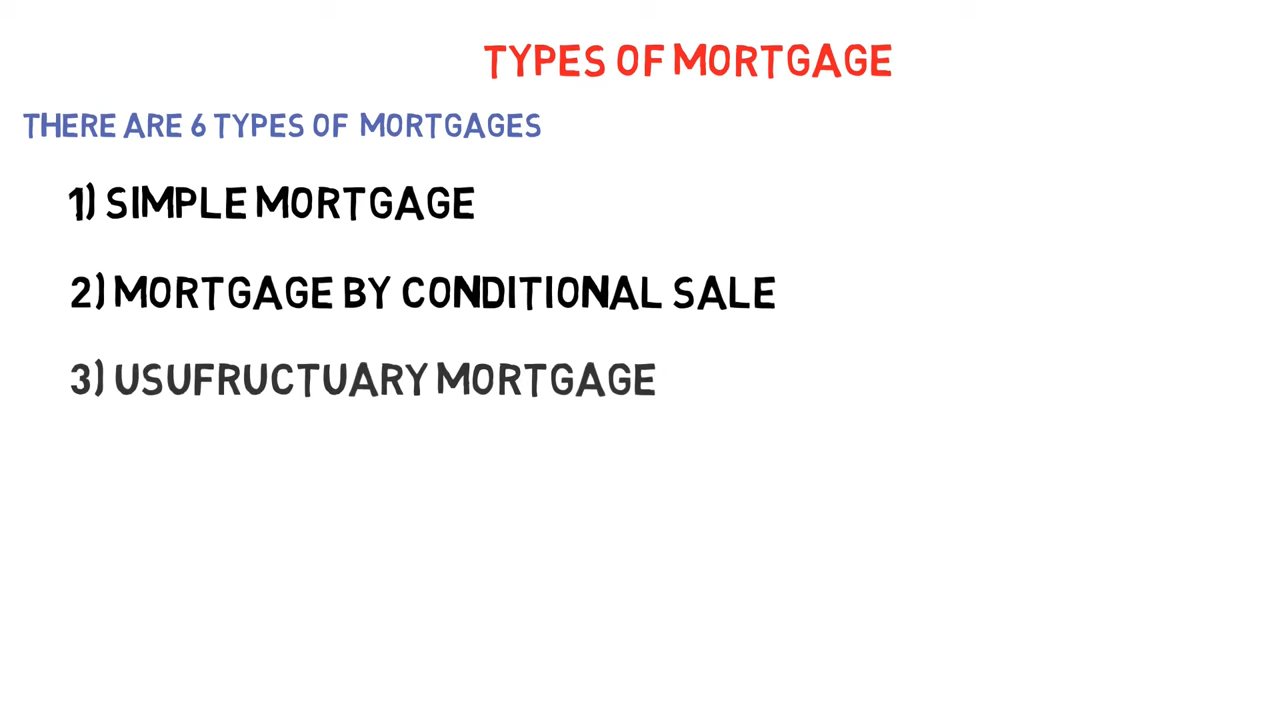 TYPES OF MORTGAGE
THERE ARE 6 TYPES OF MORTGAGES
1) SIMPLE MORTGAGE
2) MORTGAGE BY CONDITIONAL SALE
3) USUFRUCTUARY MORTGAGE